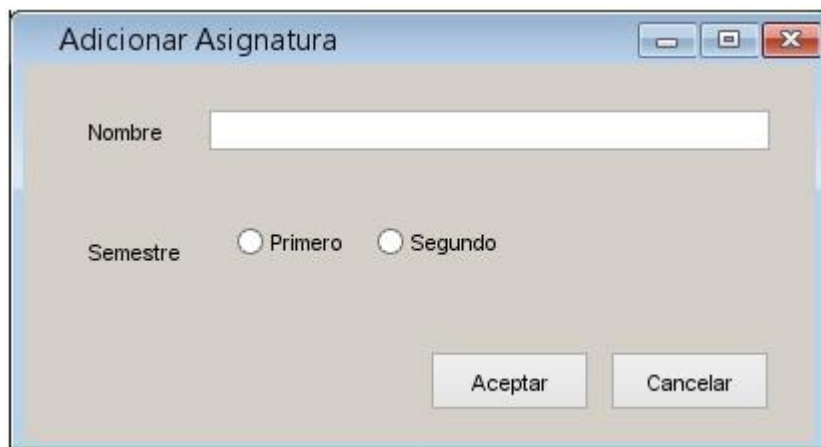 Adicionar Asignatura
Nombre
Semestre Primero Segundo
Aceptar Cancelar